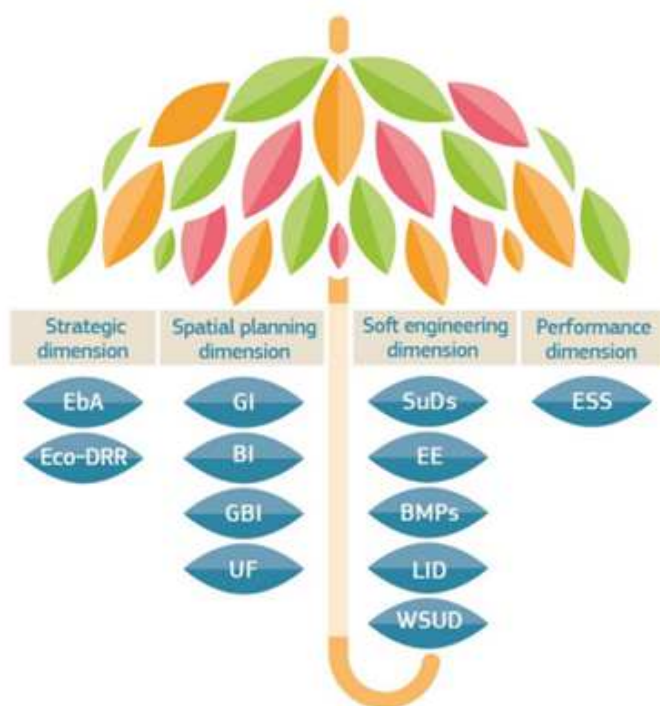 Strategic
dimension
Spatial planning
dimension
Soft engineering
dimension
Performance
dimension
EbA
Eco-DRR
GI
BI
GBI
UF
SuDs
EE
BMPs
LID
WSUD
ESS